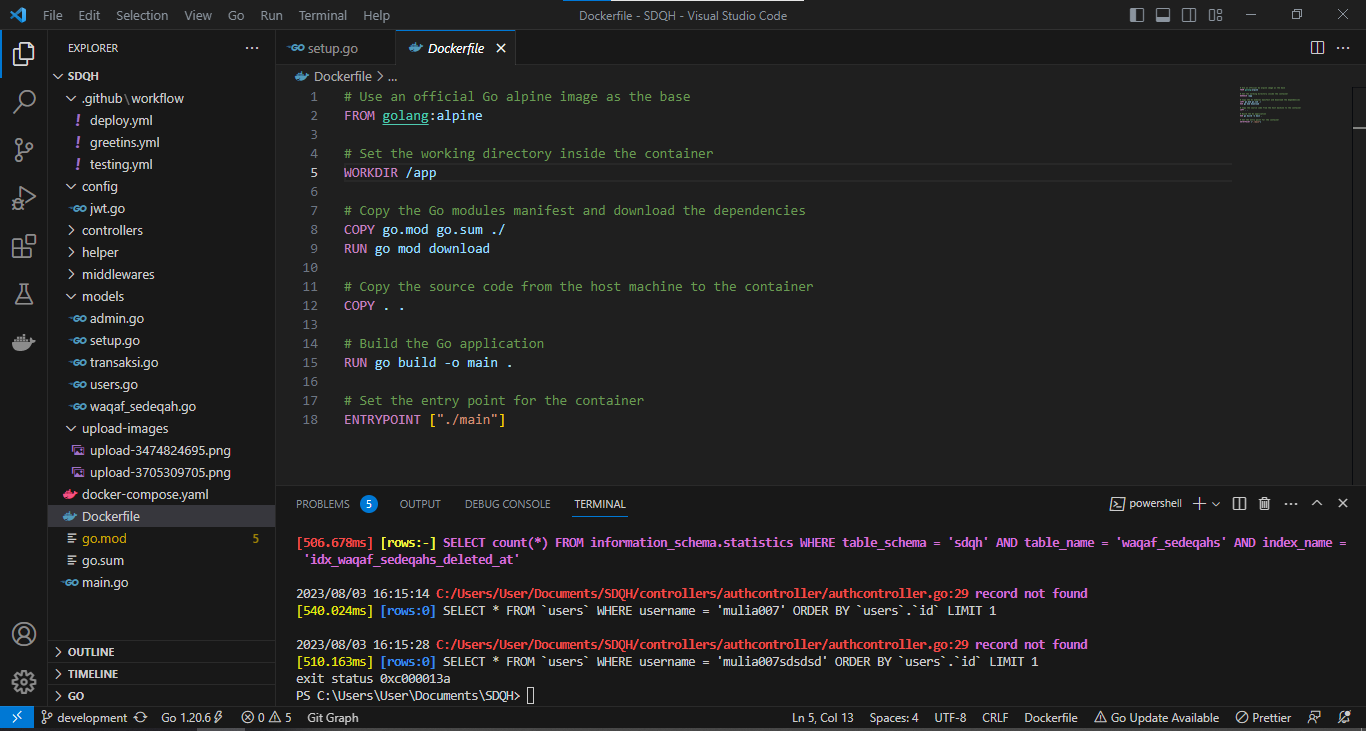 File Edit Selection View Go Run Terminal Help
Dockerfile - SDQH - Visual Studio Code
EXPLORER
SDQH
.github\workflow
! deploy.yml
! greetins.yml
! testing.yml
config
GO jwt.go
controllers
helper
middlewares
models
GO admin.go
GO setup.go
GO transaksi.go
GO users.go
GO waqaf_sedeqah.go
upload-images
upload-3474824695.png
upload-3705309705.png
docker-compose.yaml
Dockerfile
go.mod 5
go.sum
GO main.go
OUTLINE
TIMELINE
GO
GO setup.go
Dockerfile
Dockerfile > ...
1 # Use an official Go alpine image as the base
2 FROM golang:alpine
3
4 # Set the working directory inside the container
5 WORKDIR /app
6
7 # Copy the Go modules manifest and download the dependencies
8 COPY go.mod go.sum ./
9 RUN go mod download
10
11 # Copy the source code from the host machine to the container
12 COPY . .
13
14 # Build the Go application
15 RUN go build -o main .
16
17 # Set the entry point for the container
18 ENTRYPOINT ["./main"]
PROBLEMS 5 OUTPUT DEBUG CONSOLE TERMINAL
powershell
[506.678ms] [rows:-] SELECT count(*) FROM information_schema.statistics WHERE table_schema = 'sdqh' AND table_name = 'waqaf_sedeqahs' AND index_name =
'idx_waqaf_sedeqahs_deleted_at'
2023/08/03 16:15:14 C:/Users/User/Documents/SDQH/controllers/authcontroller/authcontroller.go:29 record not found
[540.024ms] [rows:0] SELECT * FROM `users` WHERE username = 'mulia007' ORDER BY `users`.`id` LIMIT 1
2023/08/03 16:15:28 C:/Users/User/Documents/SDQH/controllers/authcontroller/authcontroller.go:29 record not found
[510.163ms] [rows:0] SELECT * FROM `users` WHERE username = 'mulia007sdsdsd' ORDER BY `users`.`id` LIMIT 1
exit status 0xc000013a
PS C:\Users\User\Documents\SDQH>
development Go 1.20.6 0 5 Git Graph
Ln 5, Col 13 Spaces: 4 UTF-8 CRLF Dockerfile Go Update Available Prettier